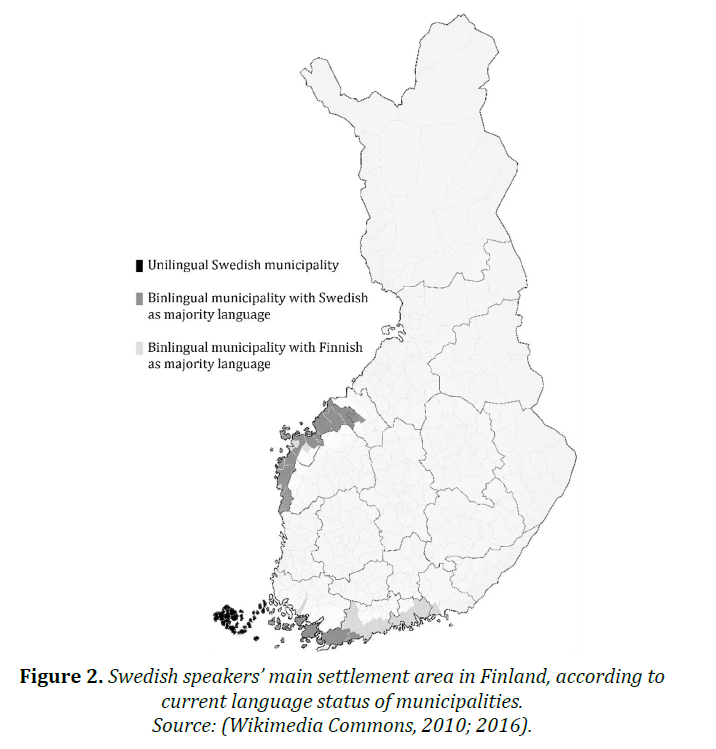 Unilingual Swedish municipality
Binlingual municipality with Swedish
as majority language
Binlingual municipality with Finnish
as majority language
Figure 2. Swedish speakers’ main settlement area in Finland, according to
current language status of municipalities.
Source: (Wikimedia Commons, 2010; 2016).